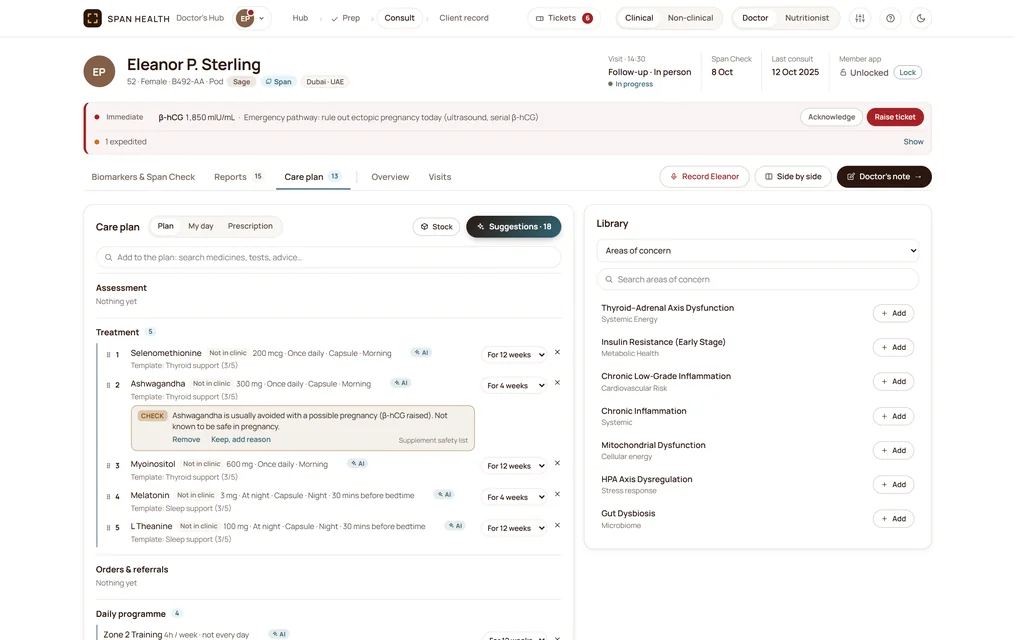 SPAN HEALTH Doctor's Hub EP Hub Prep Consult Client record Tickets 6 Clinical Non-clinical Doctor Nutritionist
EP
Eleanor P. Sterling
52 · Female · B492-AA · Pod Sage Span Dubai · UAE
Visit · 14:30
Follow-up · In person
In progress
Span Check
8 Oct
Last consult
12 Oct 2025
Member app
Unlocked Lock
Immediate β-hCG 1,850 mIU/mL · Emergency pathway: rule out ectopic pregnancy today (ultrasound, serial β-hCG) Acknowledge Raise ticket
1 expedited Show
Biomarkers & Span Check Reports 15 Care plan 13 Overview Visits Record Eleanor Side by side Doctor's note →
Care plan Plan My day Prescription Stock Suggestions · 18
Add to the plan: search medicines, tests, advice...
Assessment
Nothing yet
Treatment 5
1 Selenomethionine Not in clinic 200 mcg · Once daily · Capsule · Morning AI For 12 weeks ×
Template: Thyroid support (3/5)
2 Ashwagandha Not in clinic 300 mg · Once daily · Capsule · Morning AI For 4 weeks ×
Template: Thyroid support (3/5)
CHECK Ashwagandha is usually avoided with a possible pregnancy (β-hCG raised). Not
known to be safe in pregnancy.
Remove Keep, add reason Supplement safety list
3 Myoinositol Not in clinic 600 mg · Once daily · Morning AI For 12 weeks ×
Template: Thyroid support (3/5)
4 Melatonin Not in clinic 3 mg · At night · Capsule · Night · 30 mins before bedtime AI For 4 weeks ×
Template: Sleep support (3/5)
5 L Theanine Not in clinic 100 mg · At night · Capsule · Night · 30 mins before bedtime AI For 12 weeks ×
Template: Sleep support (3/5)
Orders & referrals
Nothing yet
Daily programme 4
Zone 2 Training 4h / week · not every day AI For 12 weeks ×
Library
Areas of concern
Search areas of concern
Thyroid–Adrenal Axis Dysfunction
Systemic Energy
+ Add
Insulin Resistance (Early Stage)
Metabolic Health
+ Add
Chronic Low-Grade Inflammation
Cardiovascular Risk
+ Add
Chronic Inflammation
Systemic
+ Add
Mitochondrial Dysfunction
Cellular energy
+ Add
HPA Axis Dysregulation
Stress response
+ Add
Gut Dysbiosis
Microbiome
+ Add